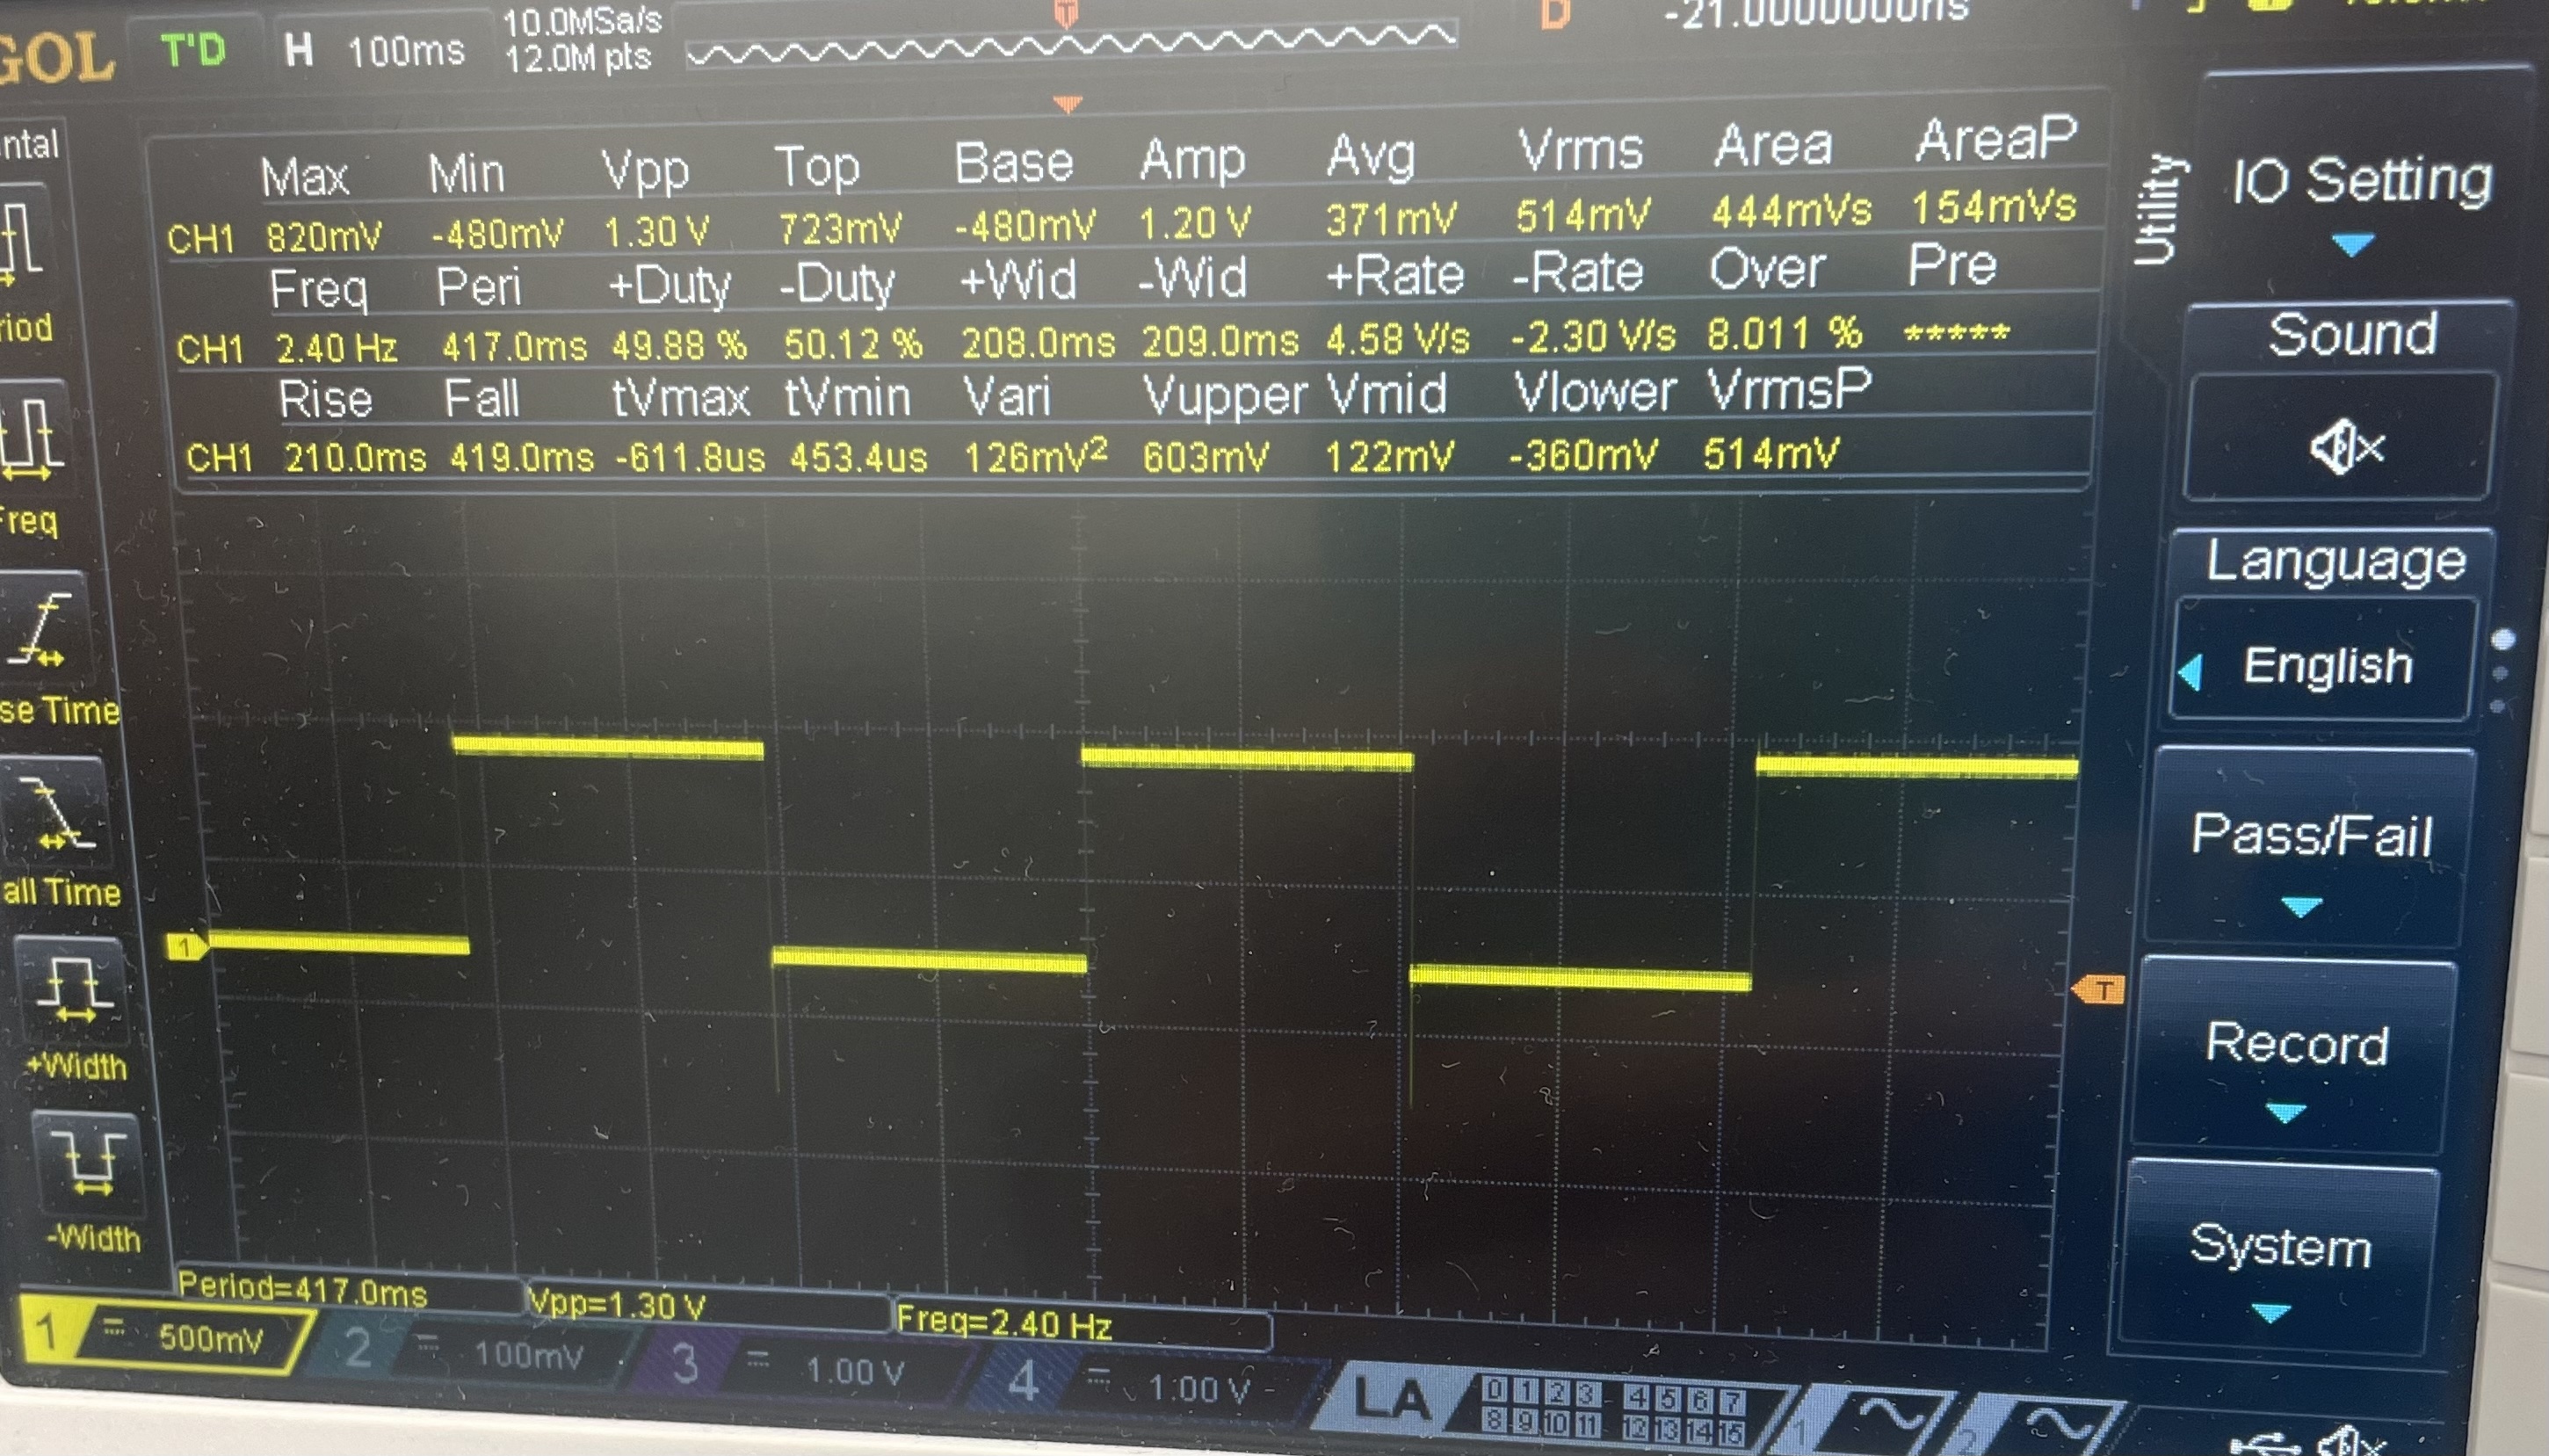 GOL T'D H 100ms 10.0MSa/s D -21.0000000ns
12.0M pts
T
ntal
Max Min Vpp Top Base Amp Avg Vrms Area AreaP
CH1 820mV -480mV 1.30 V 723mV -480mV 1.20 V 371mV 514mV 444mVs 154mVs
Freq Peri +Duty -Duty +Wid -Wid +Rate -Rate Over Pre
CH1 2.40 Hz 417.0ms 49.88 % 50.12 % 208.0ms 209.0ms 4.58 V/s -2.30 V/s 8.011 % *****
Rise Fall tVmax tVmin Vari Vupper Vmid Vlower VrmsP
CH1 210.0ms 419.0ms -611.8us 453.4us 126mV² 603mV 122mV -360mV 514mV
riod
Freq
se Time
all Time
+Width
-Width
1
T
Utility
IO Setting
Sound
Language
English
Pass/Fail
Record
System
Period=417.0ms Vpp=1.30 V Freq=2.40 Hz
1 500mV 2 100mV 3 1.00 V 4 1.00 V LA 0 1 2 3 4 5 6 7
8 9 10 11 12 13 14 15
1 2